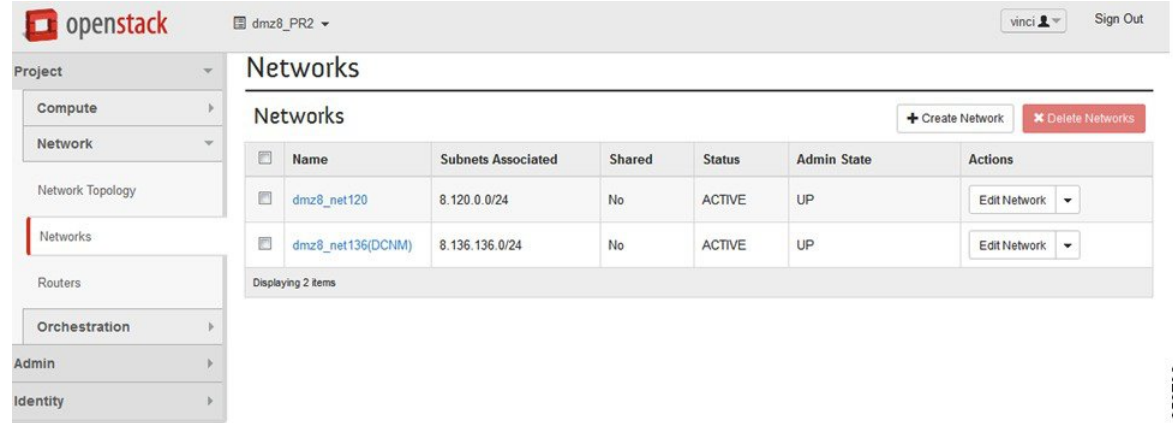 openstack dmz8_PR2 vinci Sign Out
Project
Compute
Network
Network Topology
Networks
Routers
Orchestration
Admin
Identity
Networks
Networks + Create Network × Delete Networks
Name Subnets Associated Shared Status Admin State Actions
dmz8_net120 8.120.0.0/24 No ACTIVE UP Edit Network
dmz8_net136(DCNM) 8.136.136.0/24 No ACTIVE UP Edit Network
Displaying 2 items